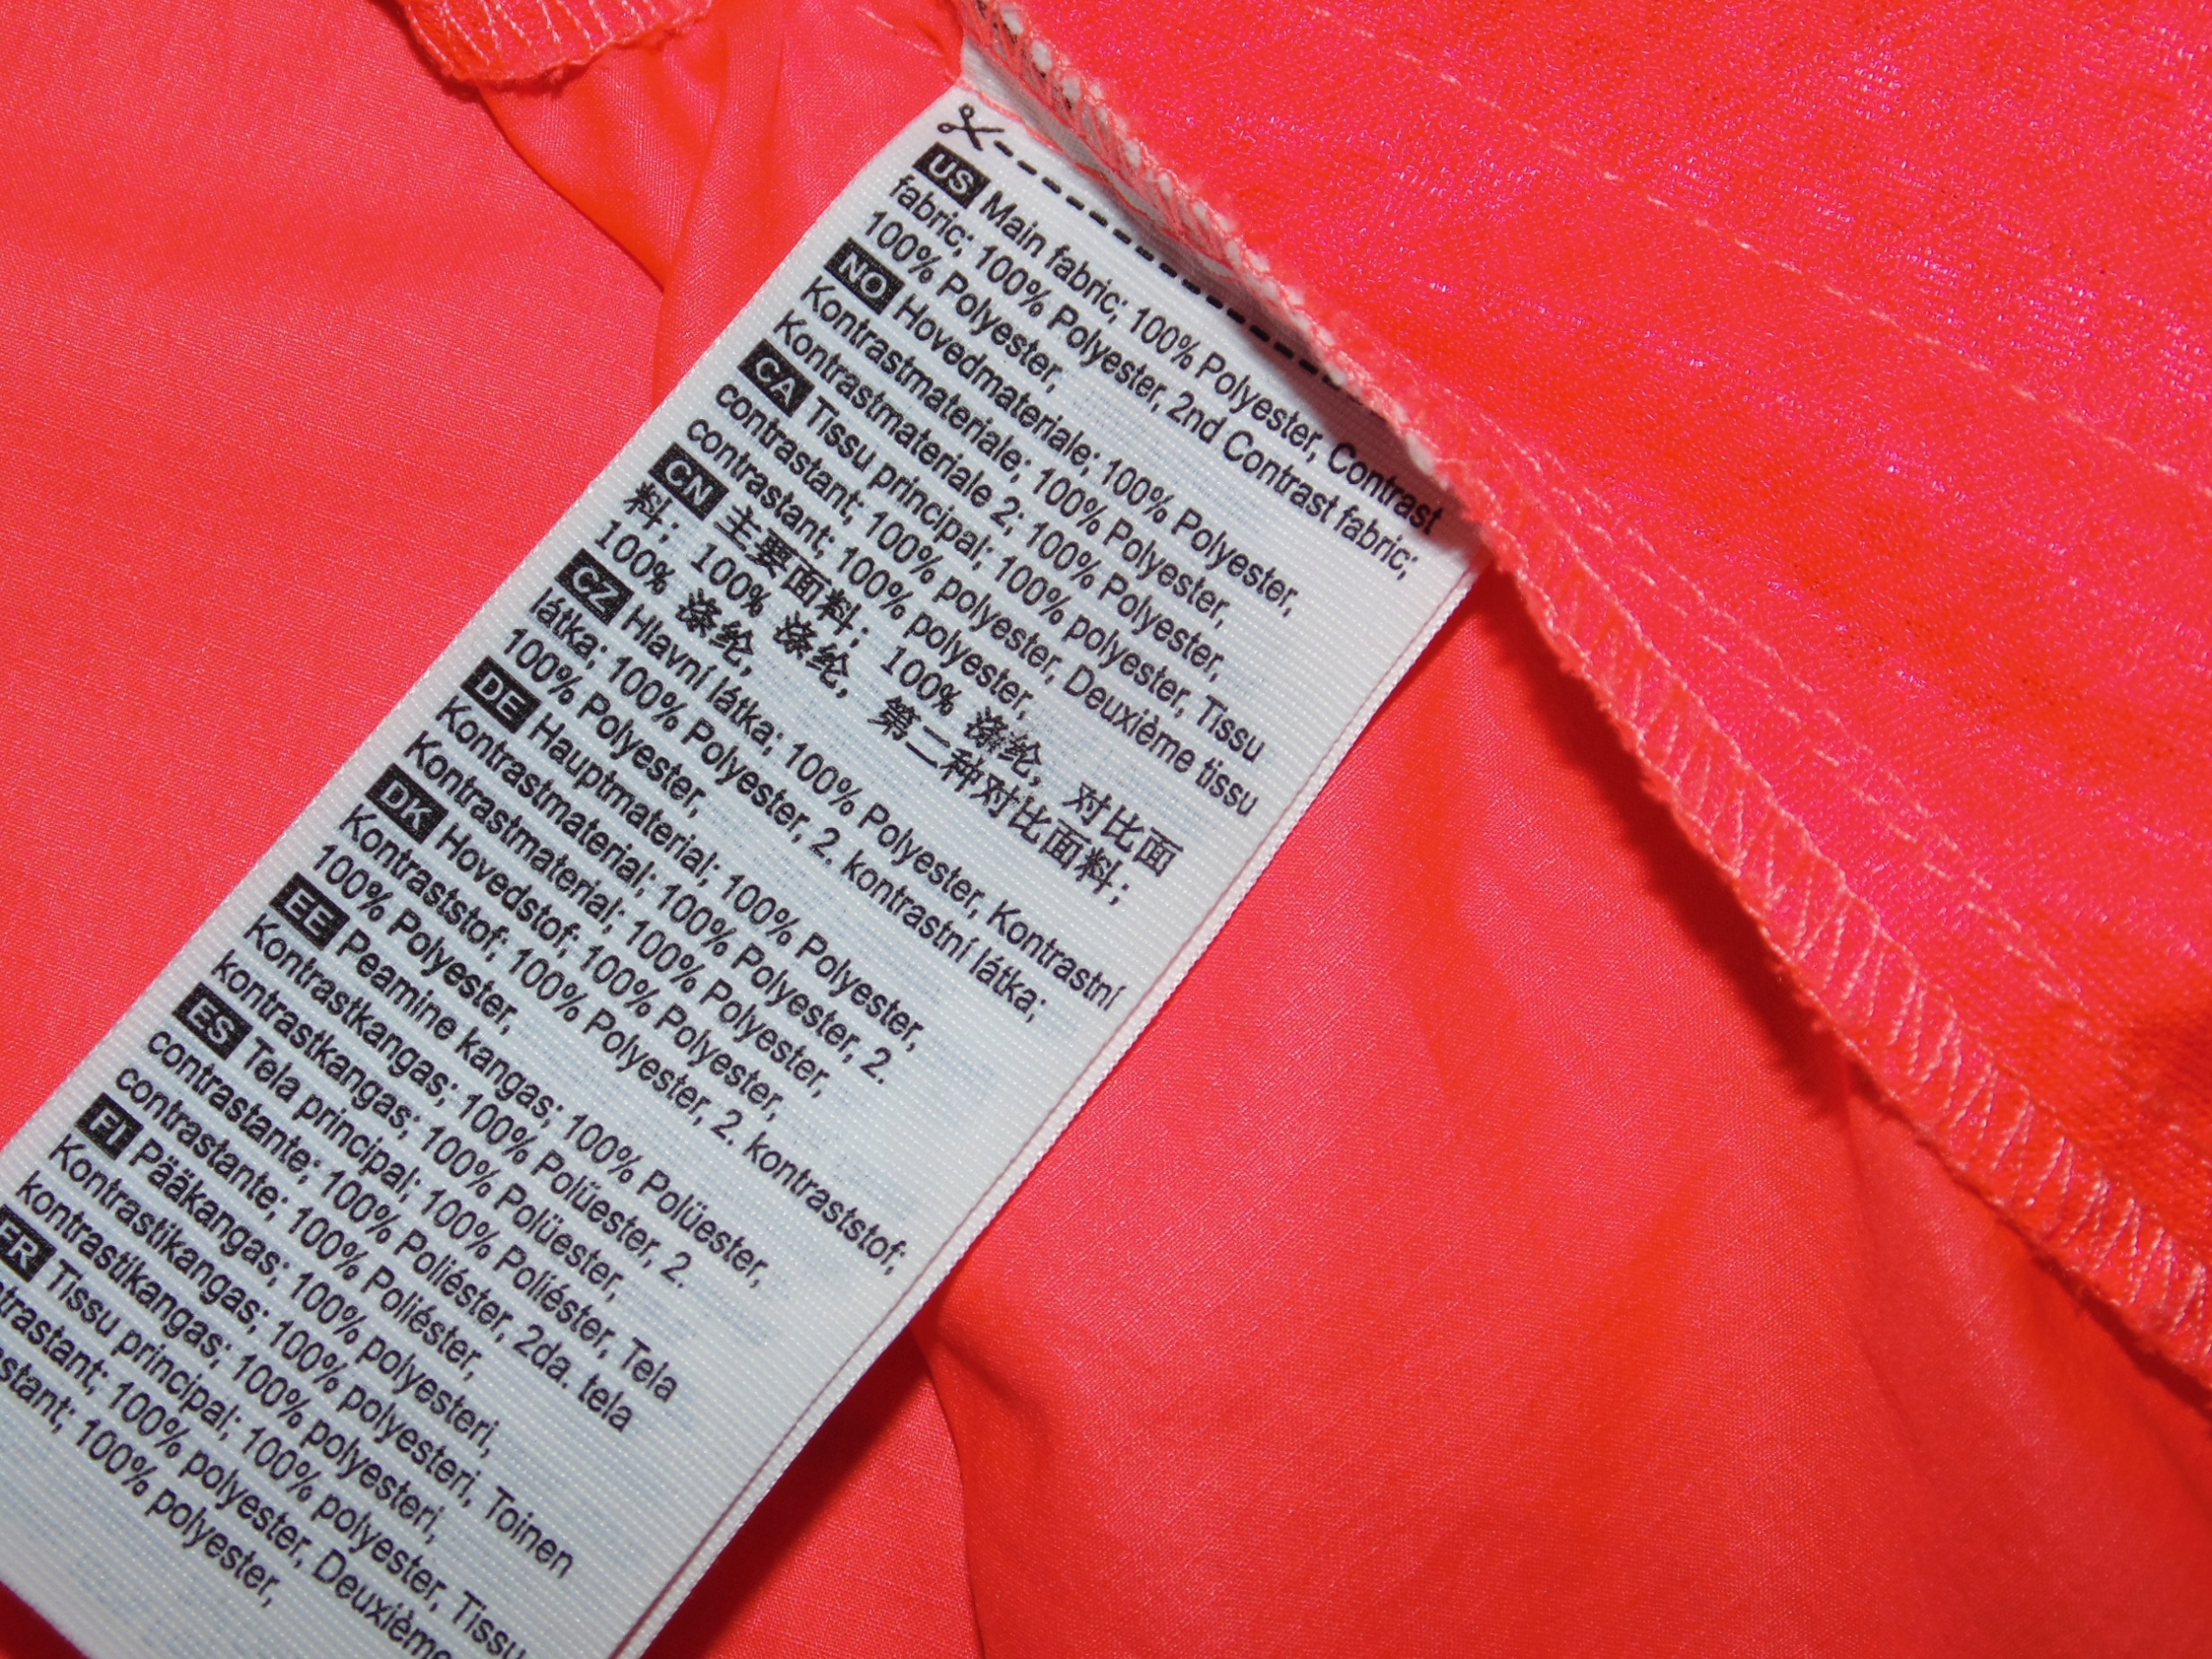 US Main fabric; 100% Polyester, Contrast
fabric; 100% Polyester, 2nd Contrast fabric;
100% Polyester,
NO Hovedmateriale; 100% Polyester,
Kontrastmateriale; 100% Polyester,
Kontrastmateriale 2; 100% Polyester,
CA Tissu principal; 100% polyester, Tissu
contrastant; 100% polyester, Deuxième tissu
contrastant; 100% polyester,
CN 主要面料; 100% 涤纶, 对比面
料; 100% 涤纶, 第二种对比面料;
100% 涤纶,
CZ Hlavní látka; 100% Polyester, Kontrastní
látka; 100% Polyester, 2. kontrastní látka;
100% Polyester,
DE Hauptmaterial; 100% Polyester,
Kontrastmaterial; 100% Polyester, 2.
Kontrastmaterial; 100% Polyester,
DK Hovedstof; 100% Polyester,
Kontraststof; 100% Polyester, 2. kontraststof;
100% Polyester,
EE Peamine kangas; 100% Polüester,
Kontrastkangas; 100% Polüester, 2.
kontrastkangas; 100% Polüester,
ES Tela principal; 100% Poliéster, Tela
contrastante; 100% Poliéster, 2da. tela
contrastante; 100% Poliéster,
FI Pääkangas; 100% polyesteri,
Kontrastikangas; 100% polyesteri, Toinen
kontrastikangas; 100% polyesteri,
FR Tissu principal; 100% polyester, Tissu
trastant; 100% polyester, Deuxième
stant; 100% polyester,